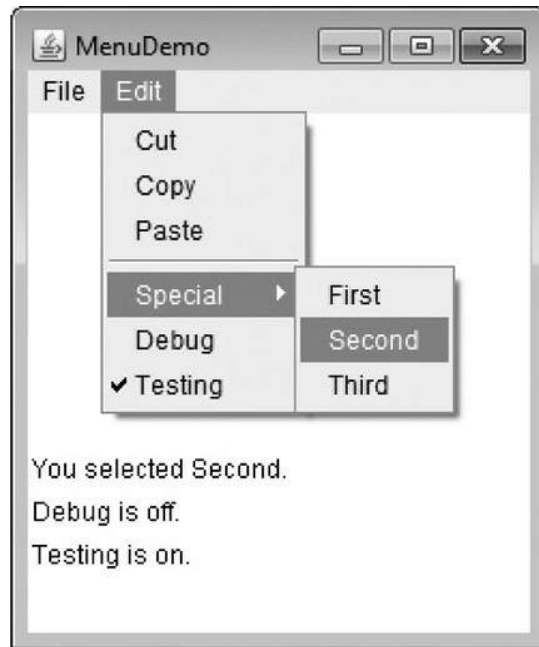 MenuDemo
File Edit
Cut
Copy
Paste
Special First
Debug Second
Testing Third
You selected Second.
Debug is off.
Testing is on.